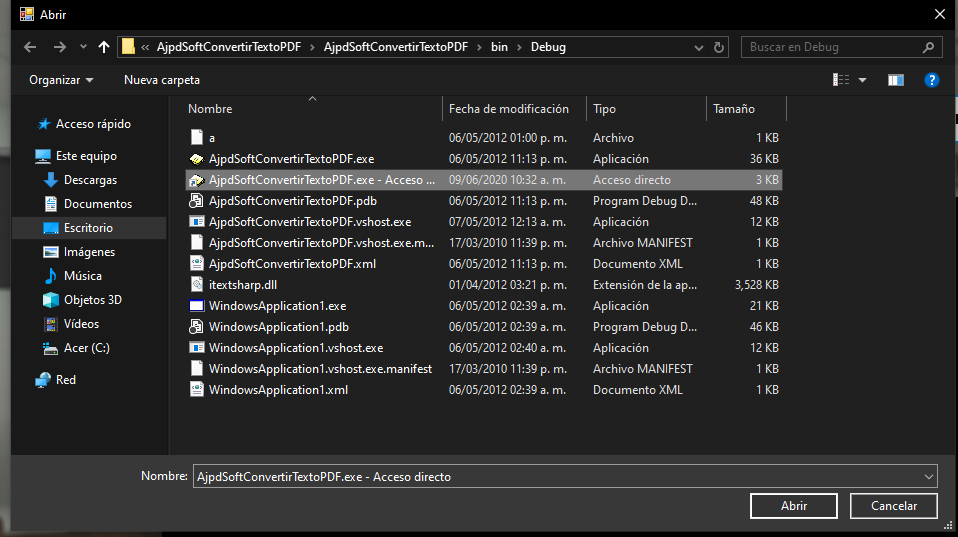 Abrir
« AjpdSoftConvertirTextoPDF › AjpdSoftConvertirTextoPDF › bin › Debug
Buscar en Debug
Organizar Nueva carpeta
Acceso rápido
Este equipo
Descargas
Documentos
Escritorio
Imágenes
Música
Objetos 3D
Vídeos
Acer (C:)
Red
Nombre Fecha de modificación Tipo Tamaño
a 06/05/2012 01:00 p. m. Archivo 1 KB
AjpdSoftConvertirTextoPDF.exe 06/05/2012 11:13 p. m. Aplicación 36 KB
AjpdSoftConvertirTextoPDF.exe - Acceso ... 09/06/2020 10:32 a. m. Acceso directo 3 KB
AjpdSoftConvertirTextoPDF.pdb 06/05/2012 11:13 p. m. Program Debug D... 48 KB
AjpdSoftConvertirTextoPDF.vshost.exe 07/05/2012 12:13 a. m. Aplicación 12 KB
AjpdSoftConvertirTextoPDF.vshost.exe.m... 17/03/2010 11:39 p. m. Archivo MANIFEST 1 KB
AjpdSoftConvertirTextoPDF.xml 06/05/2012 11:13 p. m. Documento XML 1 KB
itextsharp.dll 01/04/2012 03:21 p. m. Extensión de la ap... 3,528 KB
WindowsApplication1.exe 06/05/2012 02:39 a. m. Aplicación 21 KB
WindowsApplication1.pdb 06/05/2012 02:39 a. m. Program Debug D... 46 KB
WindowsApplication1.vshost.exe 06/05/2012 02:40 a. m. Aplicación 12 KB
WindowsApplication1.vshost.exe.manifest 17/03/2010 11:39 p. m. Archivo MANIFEST 1 KB
WindowsApplication1.xml 06/05/2012 02:39 a. m. Documento XML 1 KB
Nombre: AjpdSoftConvertirTextoPDF.exe - Acceso directo
Abrir Cancelar